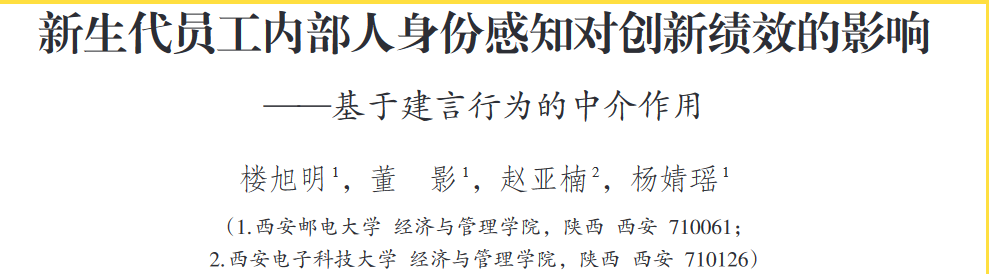 新生代员工内部人身份感知对创新绩效的影响
——基于建言行为的中介作用
楼旭明1，董　影1，赵亚楠2，杨婧瑶1
（1.西安邮电大学 经济与管理学院，陕西 西安 710061；
2.西安电子科技大学 经济与管理学院，陕西 西安 710126）